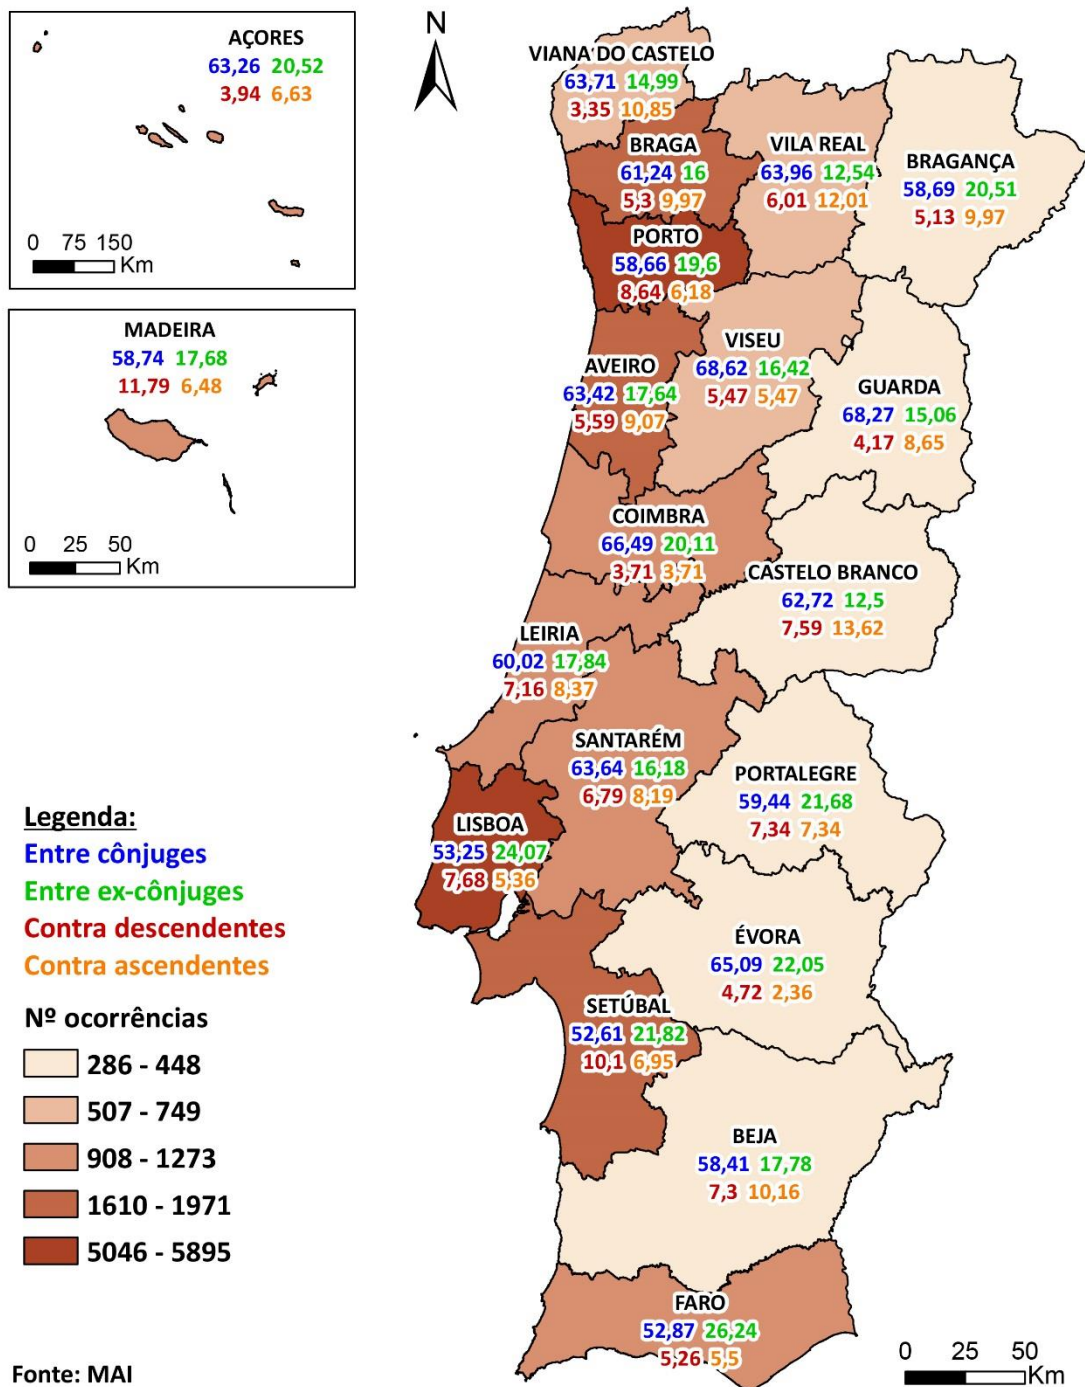 AÇORES
63,26 20,52
3,94 6,63
0 75 150
Km
MADEIRA
58,74 17,68
11,79 6,48
0 25 50
Km
N
VIANA DO CASTELO
63,71 14,99
3,35 10,85
BRAGA
61,24 16
5,3 9,97
VILA REAL
63,96 12,54
6,01 12,01
BRAGANÇA
58,69 20,51
5,13 9,97
PORTO
58,66 19,6
8,64 6,18
AVEIRO
63,42 17,64
5,59 9,07
VISEU
68,62 16,42
5,47 5,47
GUARDA
68,27 15,06
4,17 8,65
COIMBRA
66,49 20,11
3,71 3,71
CASTELO BRANCO
62,72 12,5
7,59 13,62
LEIRIA
60,02 17,84
7,16 8,37
SANTARÉM
63,64 16,18
6,79 8,19
PORTALEGRE
59,44 21,68
7,34 7,34
LISBOA
53,25 24,07
7,68 5,36
ÉVORA
65,09 22,05
4,72 2,36
SETÚBAL
52,61 21,82
10,1 6,95
BEJA
58,41 17,78
7,3 10,16
FARO
52,87 26,24
5,26 5,5
Legenda:
Entre cônjuges
Entre ex-cônjuges
Contra descendentes
Contra ascendentes
Nº ocorrências
286 - 448
507 - 749
908 - 1273
1610 - 1971
5046 - 5895
Fonte: MAI
0 25 50
Km